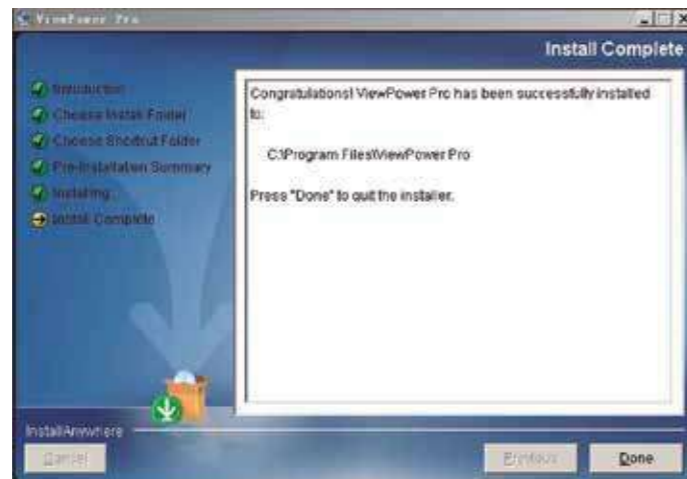 ViewPower Pro
Install Complete
Introduction
Choose Install Folder
Choose Shortcut Folder
Pre-Installation Summary
Installing...
Install Complete
Congratulations! ViewPower Pro has been successfully installed
to:
C:\Program Files\ViewPower Pro
Press "Done" to quit the installer.
InstallAnywhere
Cancel
Previous
Done